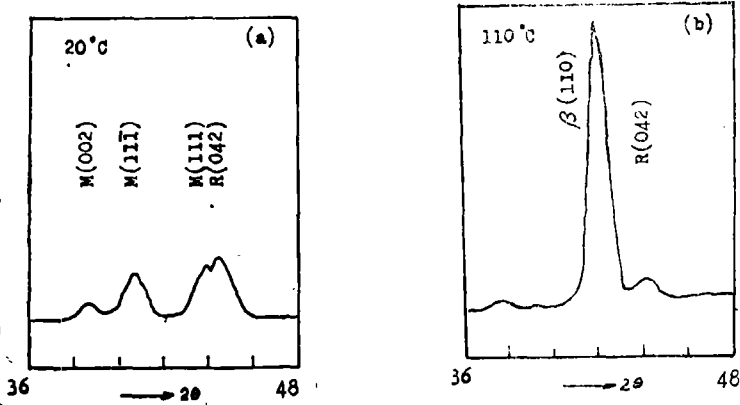 20°C
(a)
M(002)
M(11̄1̄)
M(111)
R(042)
36
48
⟶ 2θ
110°C
(b)
β(110)
R(042)
36
48
⟶ 2θ